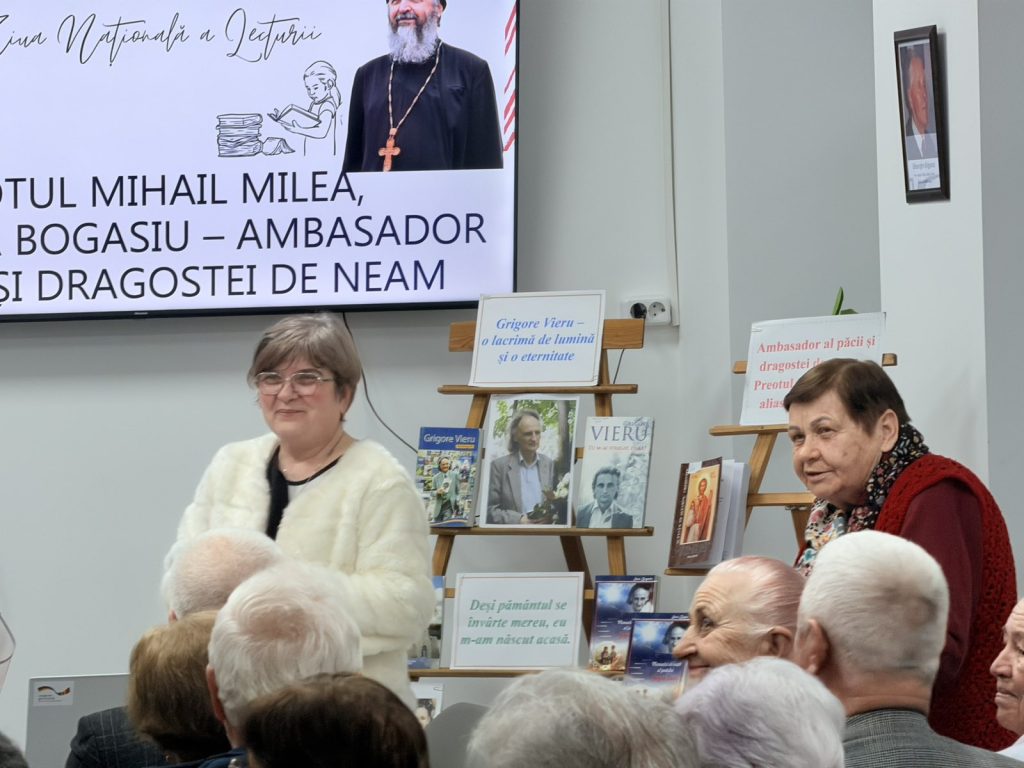 Ziua Națională a Lecturii
OTUL MIHAIL MILEA,
BOGASIU – AMBASADOR
ȘI DRAGOSTEI DE NEAM
Grigore Vieru –
o lacrimă de lumină
și o eternitate
Ambasador al păcii și
dragostei de
Preotul
alias
Grigore Vieru
GRIGORE
VIERU
Deși pământul se
învârte mereu, eu
m-am născut acasă.